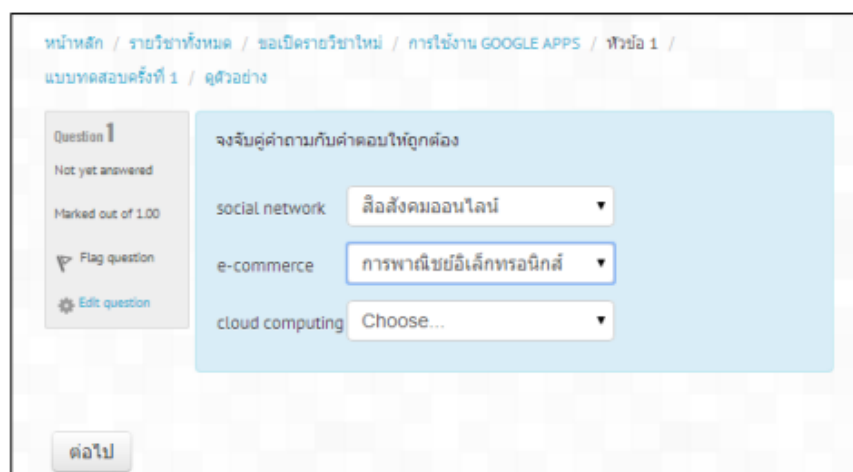 หน้าหลัก / รายวิชาทั้งหมด / ขอเปิดรายวิชาใหม่ / การใช้งาน GOOGLE APPS / หัวข้อ 1 /
แบบทดสอบครั้งที่ 1 / ดูตัวอย่าง
Question 1
Not yet answered
Marked out of 1.00
Flag question
Edit question
จงจับคู่คำถามกับคำตอบให้ถูกต้อง
social network สื่อสังคมออนไลน์
e-commerce การพาณิชย์อิเล็กทรอนิกส์
cloud computing Choose...
ต่อไป